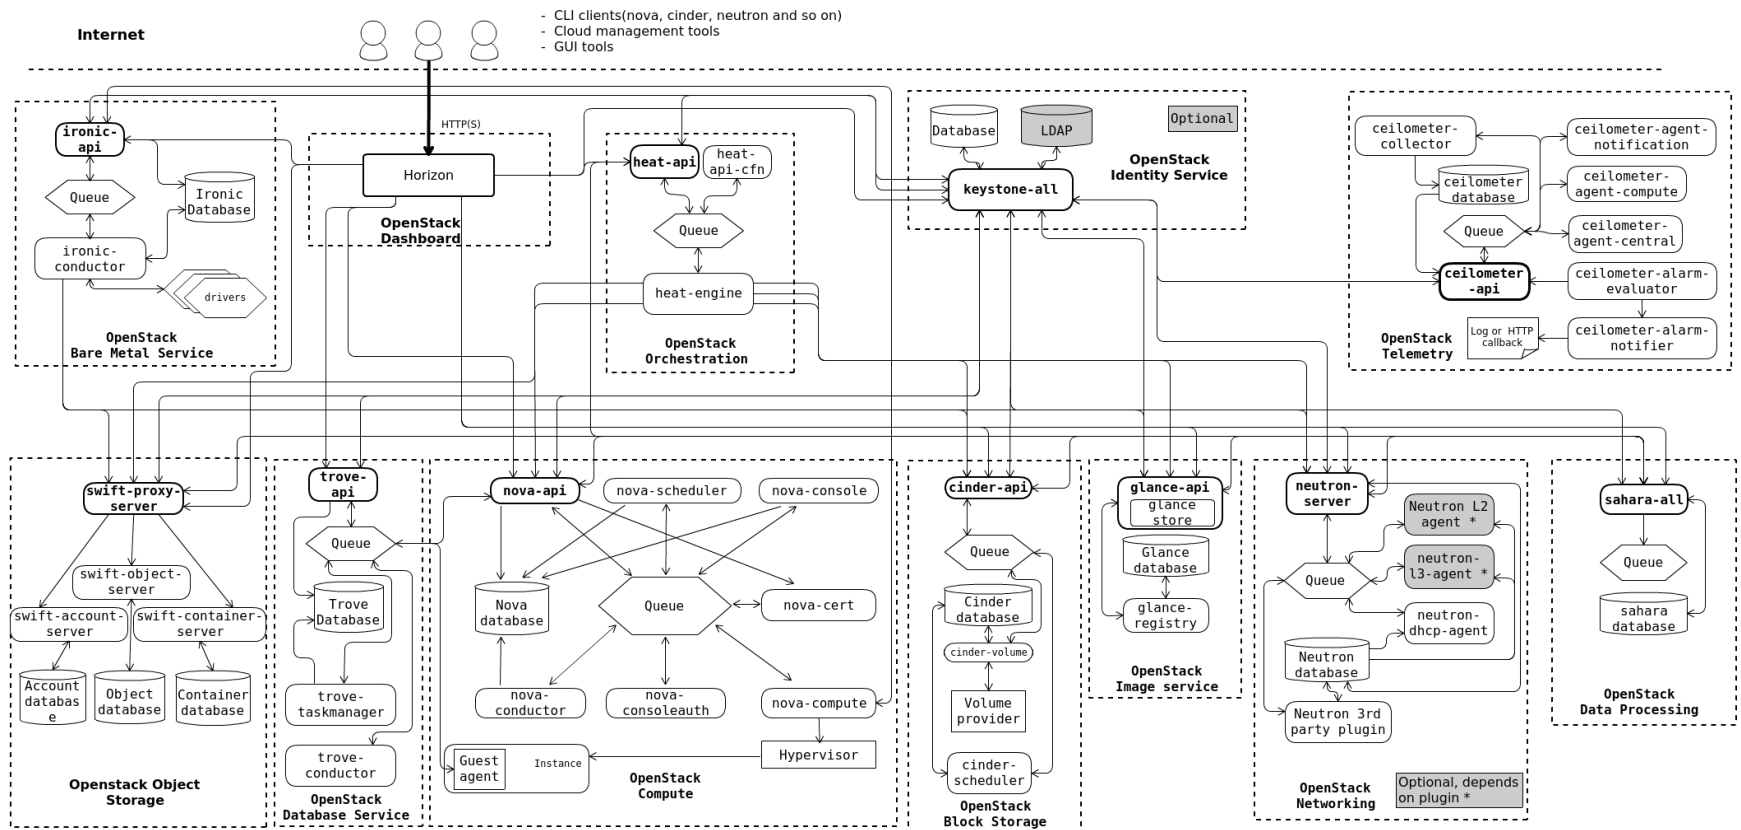 Internet
- CLI clients(nova, cinder, neutron and so on)
- Cloud management tools
- GUI tools
HTTP(S)
ironic-
api
Queue
Ironic
Database
ironic-
conductor
drivers
OpenStack
Bare Metal Service
Horizon
OpenStack
Dashboard
heat-api
heat-
api-cfn
Queue
heat-engine
OpenStack
Orchestration
Database
LDAP
Optional
keystone-all
OpenStack
Identity Service
ceilometer-
collector
ceilometer-agent-
notification
ceilometer
database
ceilometer-
agent-compute
Queue
ceilometer-
agent-central
ceilometer
-api
ceilometer-alarm-
evaluator
Log or HTTP
callback
ceilometer-alarm-
notifier
OpenStack
Telemetry
swift-proxy-
server
swift-object-
server
swift-account-
server
swift-container-
server
Account
databas
e
Object
database
Container
database
Openstack Object
Storage
trove-
api
Queue
Trove
Database
trove-
taskmanager
trove-
conductor
OpenStack
Database Service
nova-api
nova-scheduler
nova-console
Nova
database
Queue
nova-cert
nova-
conductor
nova-
consoleauth
nova-compute
Guest
agent
Instance
Hypervisor
OpenStack
Compute
cinder-api
Queue
Cinder
database
cinder-volume
Volume
provider
cinder-
scheduler
OpenStack
Block Storage
glance-api
glance
store
Glance
database
glance-
registry
OpenStack
Image service
neutron-
server
Neutron L2
agent *
neutron-
l3-agent *
Queue
neutron-
dhcp-agent
Neutron
database
Neutron 3rd
party plugin
OpenStack
Networking
Optional, depends
on plugin *
sahara-all
Queue
sahara
database
OpenStack
Data Processing